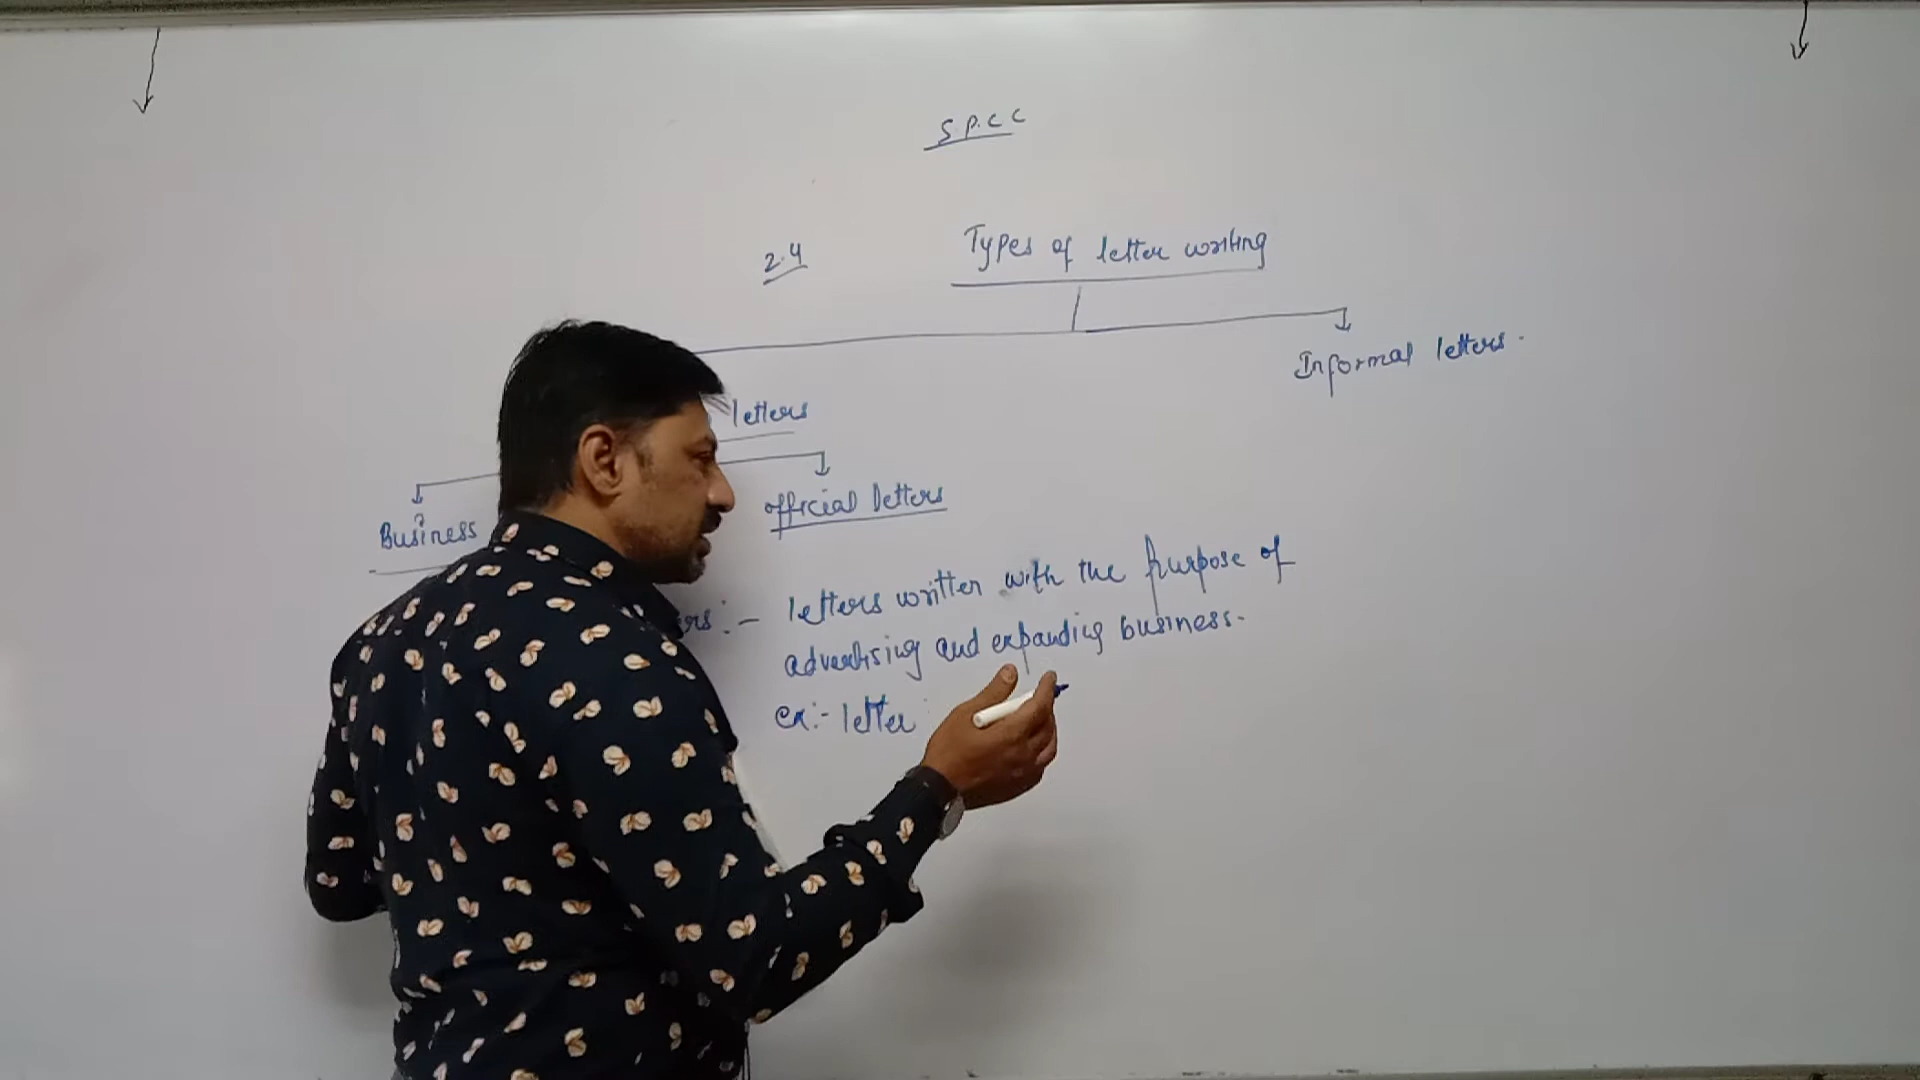 S.P.C.C
2.4 Types of letter writing
Informal letters.
letters
Business official letters
ers:- letters written with the purpose of
advertising and expanding business.
ex:- letter